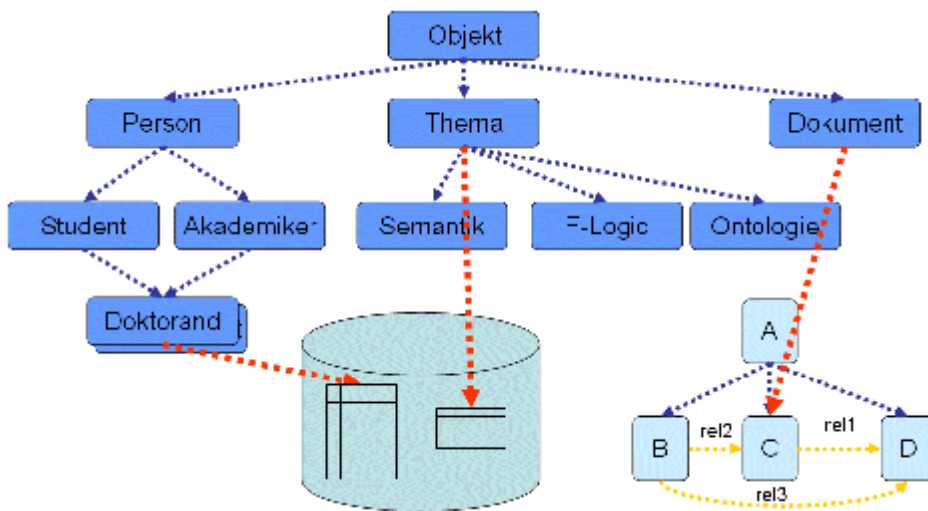 Objekt
Person
Thema
Dokument
Student
Akademiker
Semantik
F-Logic
Ontologie
Doktorand
A
B
rel2
C
rel1
D
rel3